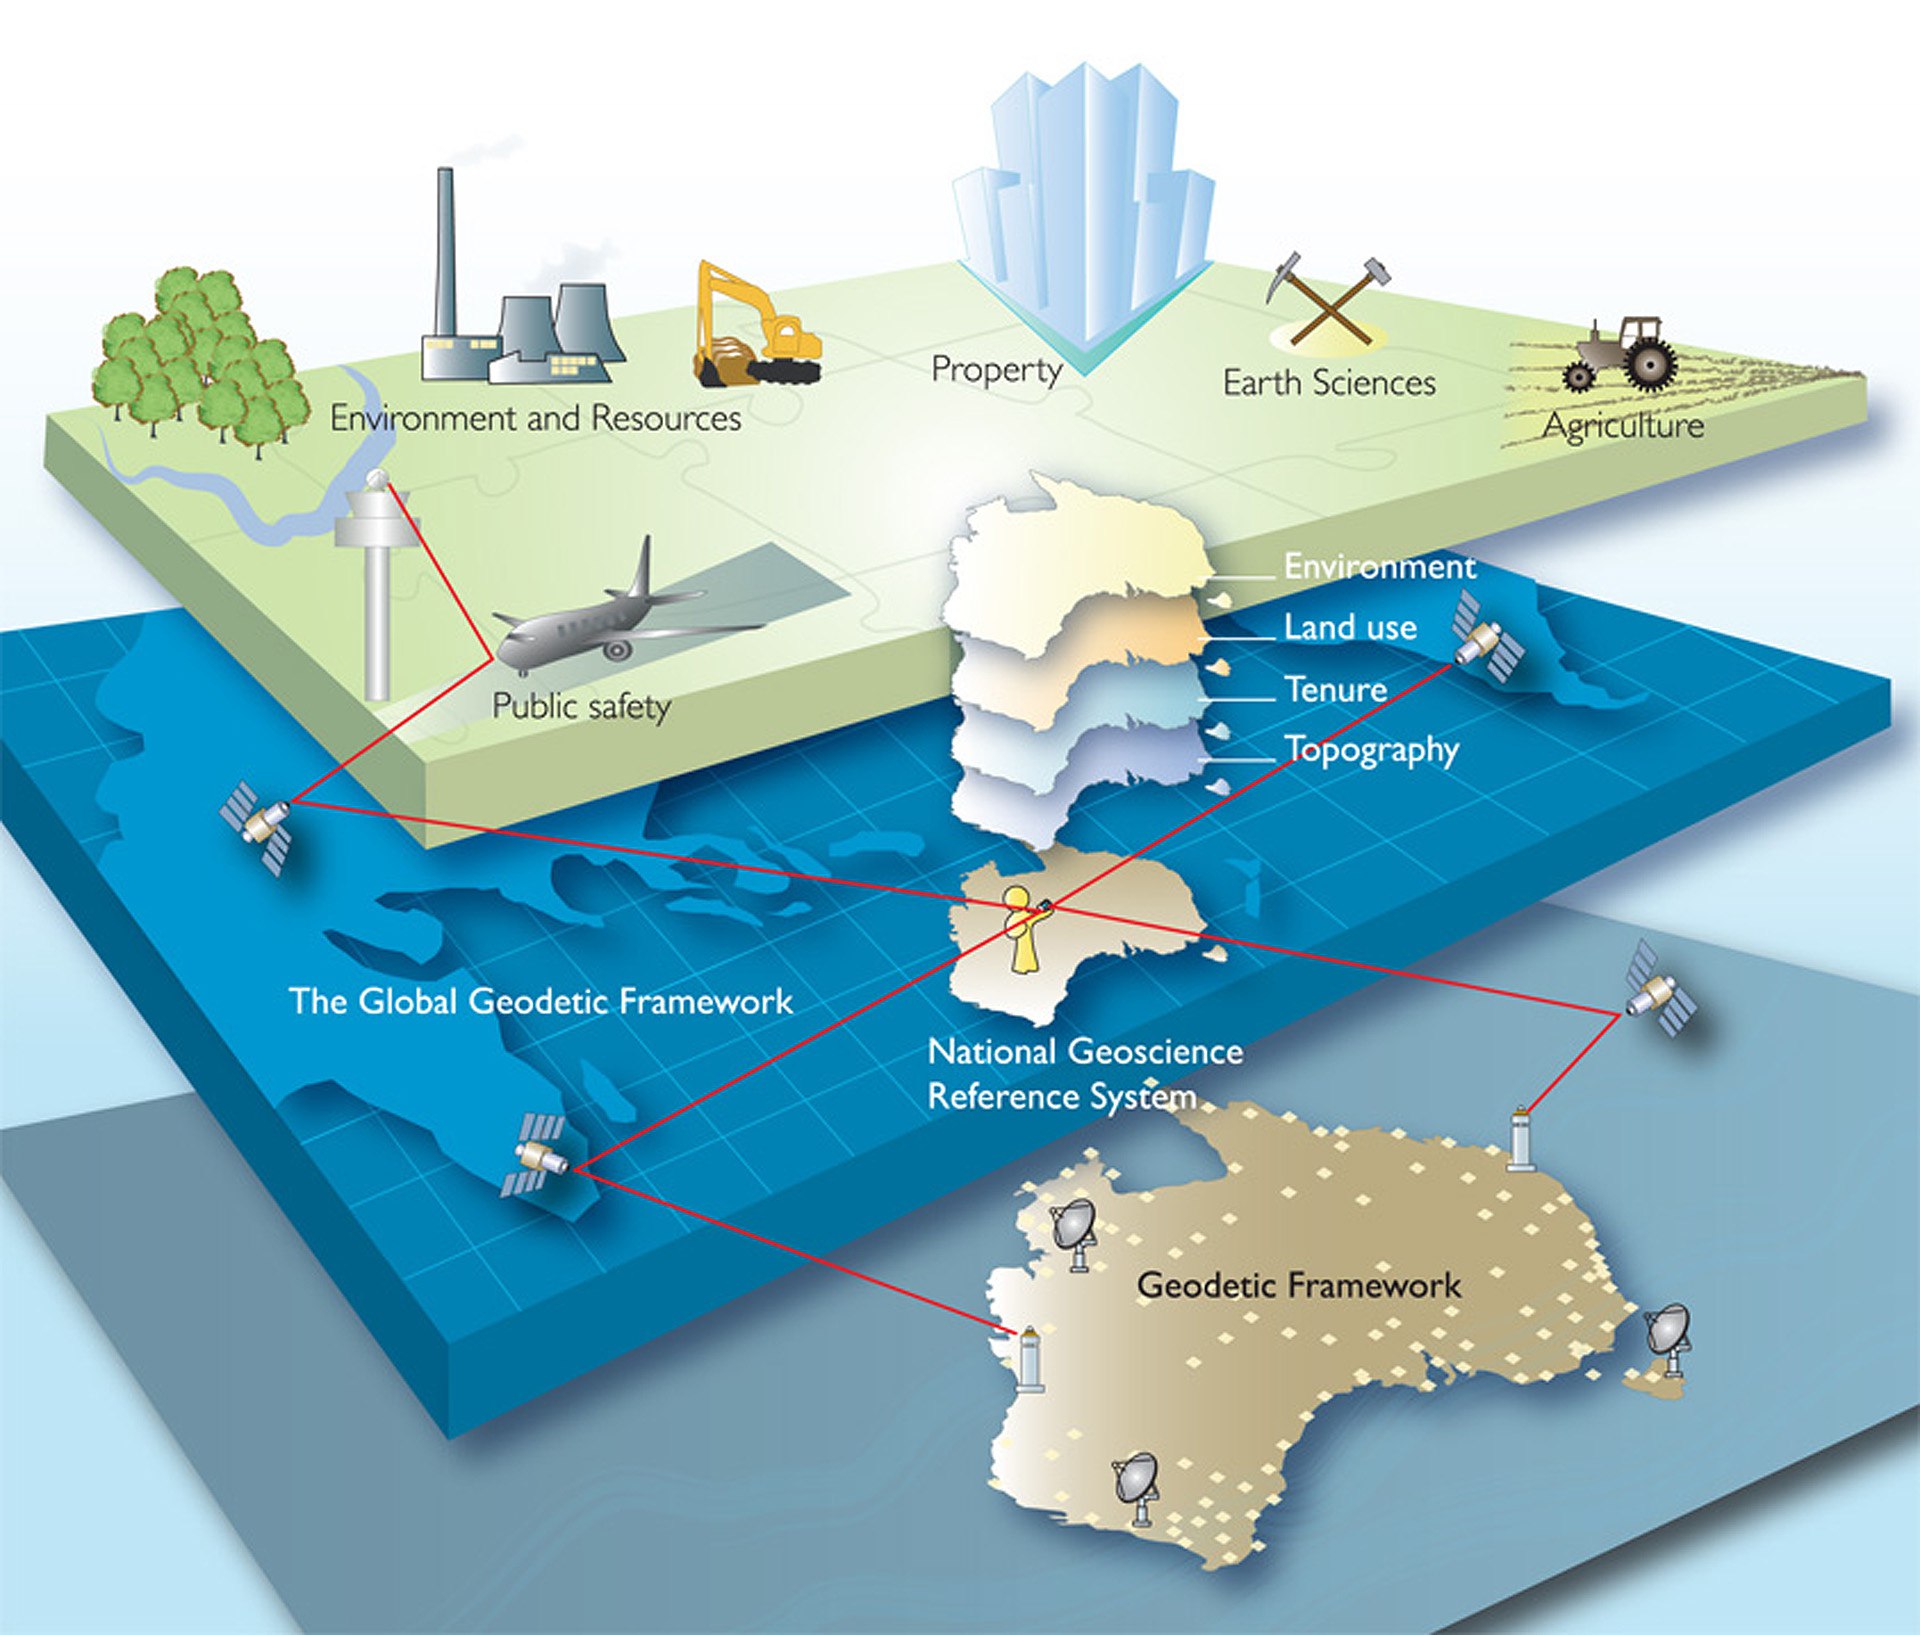 Property
Earth Sciences
Environment and Resources
Agriculture
Environment
Land use
Public safety
Tenure
Topography
The Global Geodetic Framework
National Geoscience
Reference System
Geodetic Framework